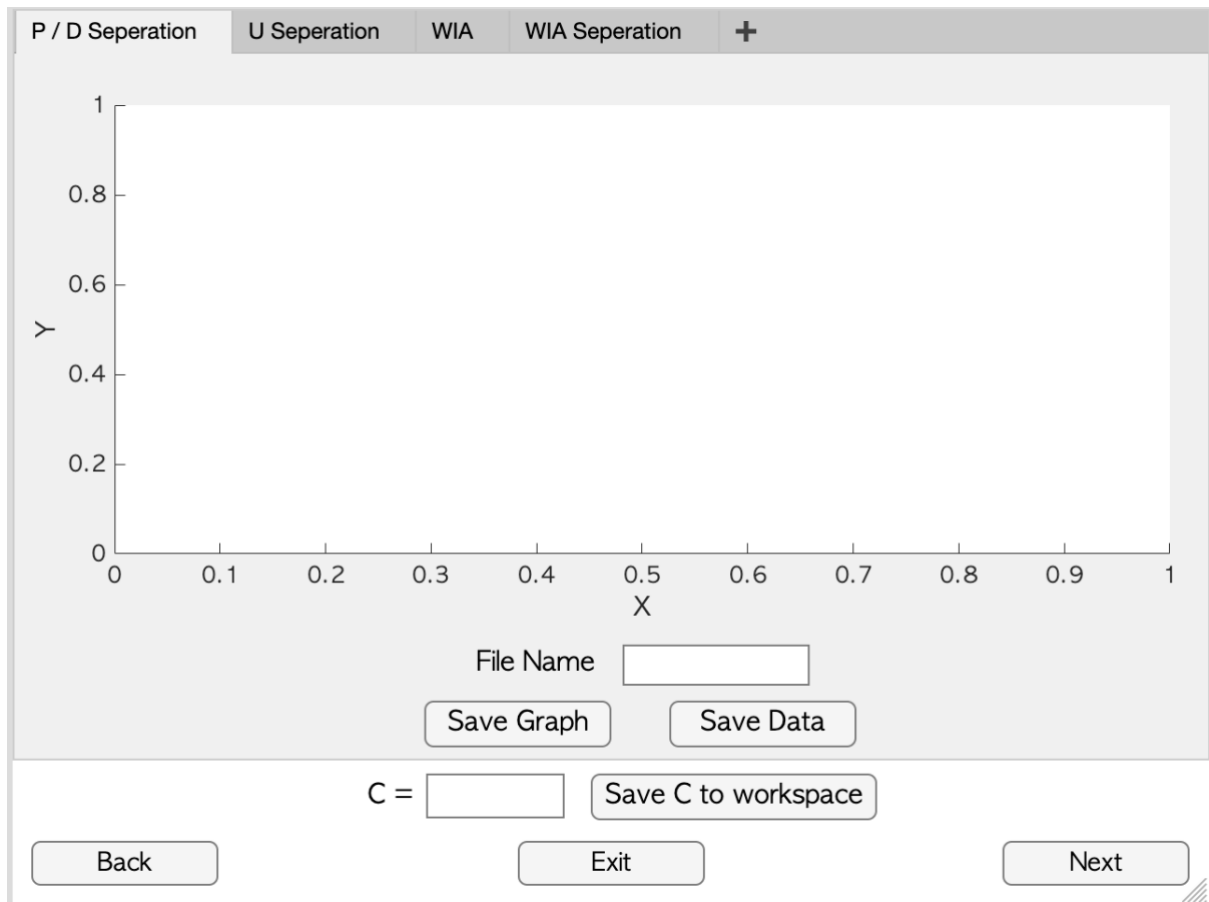 P / D Seperation U Seperation WIA WIA Seperation +
1
0.8
0.6
Y
0.4
0.2
0
0 0.1 0.2 0.3 0.4 0.5 0.6 0.7 0.8 0.9 1
X
File Name
Save Graph Save Data
C = Save C to workspace
Back Exit Next